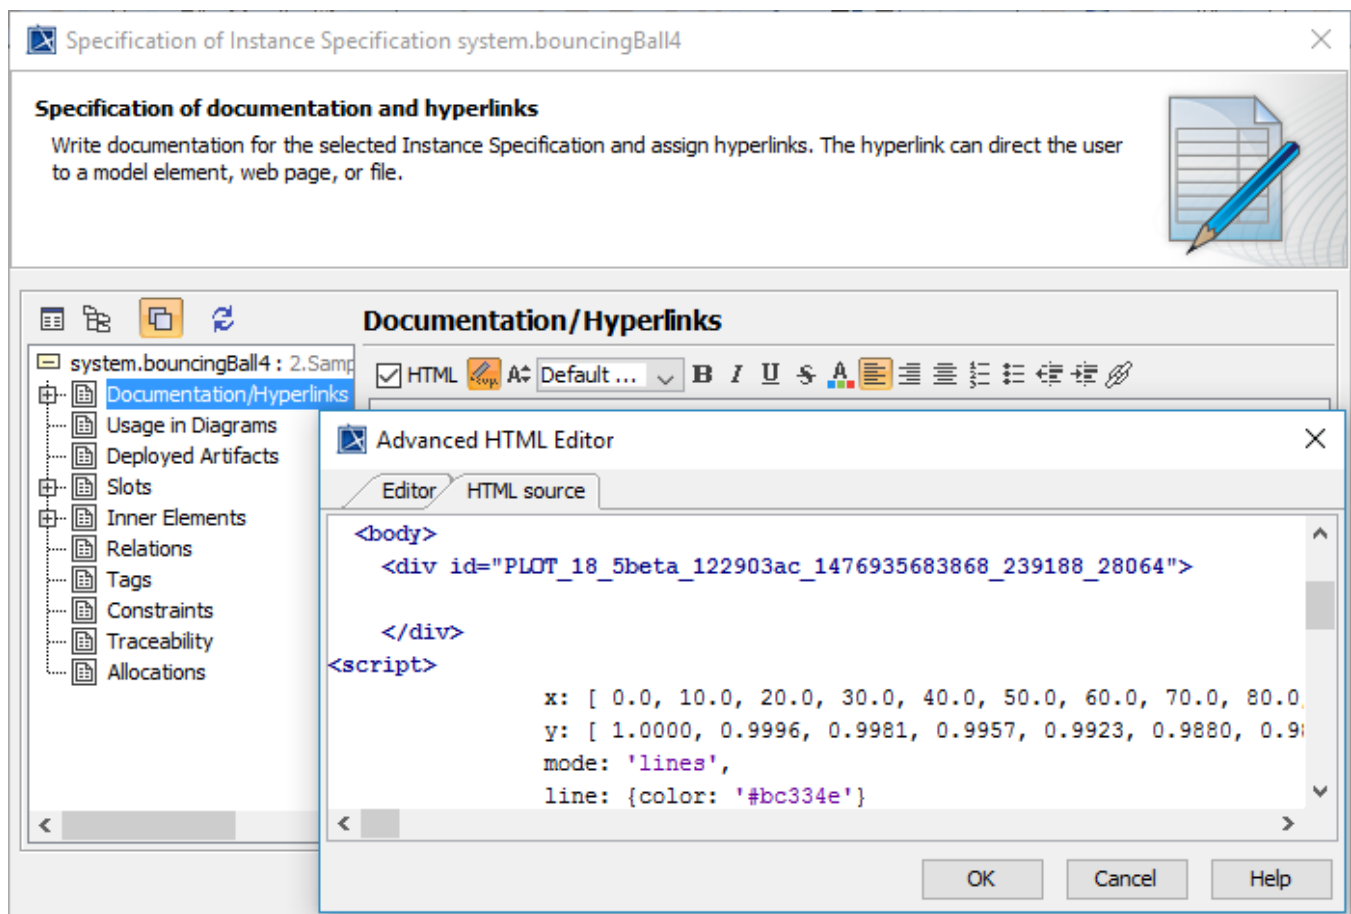 Specification of Instance Specification system.bouncingBall4
Specification of documentation and hyperlinks
Write documentation for the selected Instance Specification and assign hyperlinks. The hyperlink can direct the user
to a model element, web page, or file.
Documentation/Hyperlinks
system.bouncingBall4 : 2.Samp
HTML Default ... B I U S A
Documentation/Hyperlinks
Usage in Diagrams
Deployed Artifacts
Slots
Inner Elements
Relations
Tags
Constraints
Traceability
Allocations
Advanced HTML Editor
Editor HTML source
<body>
<div id="PLOT_18_5beta_122903ac_1476935683868_239188_28064">
</div>
<script>
x: [ 0.0, 10.0, 20.0, 30.0, 40.0, 50.0, 60.0, 70.0, 80.0,
y: [ 1.0000, 0.9996, 0.9981, 0.9957, 0.9923, 0.9880, 0.98
mode: 'lines',
line: {color: '#bc334e'}
OK Cancel Help